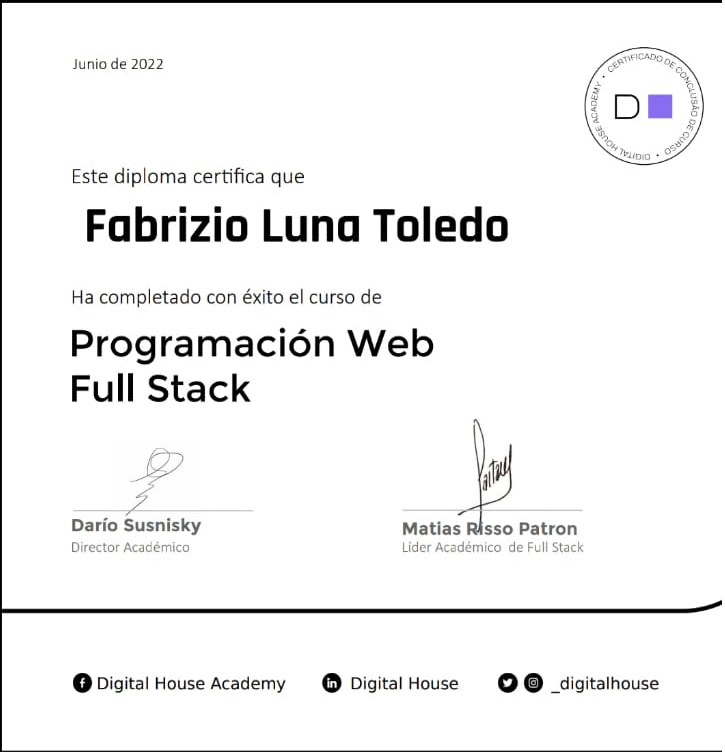 Junio de 2022
CERTIFICADO DE CONCLUSÃO DE CURSO • DIGITAL HOUSE ACADEMY •
D
Este diploma certifica que
Fabrizio Luna Toledo
Ha completado con éxito el curso de
Programación Web
Full Stack
Darío Susnisky
Director Académico
Matias Risso Patron
Líder Académico de Full Stack
Digital House Academy
Digital House
_digitalhouse